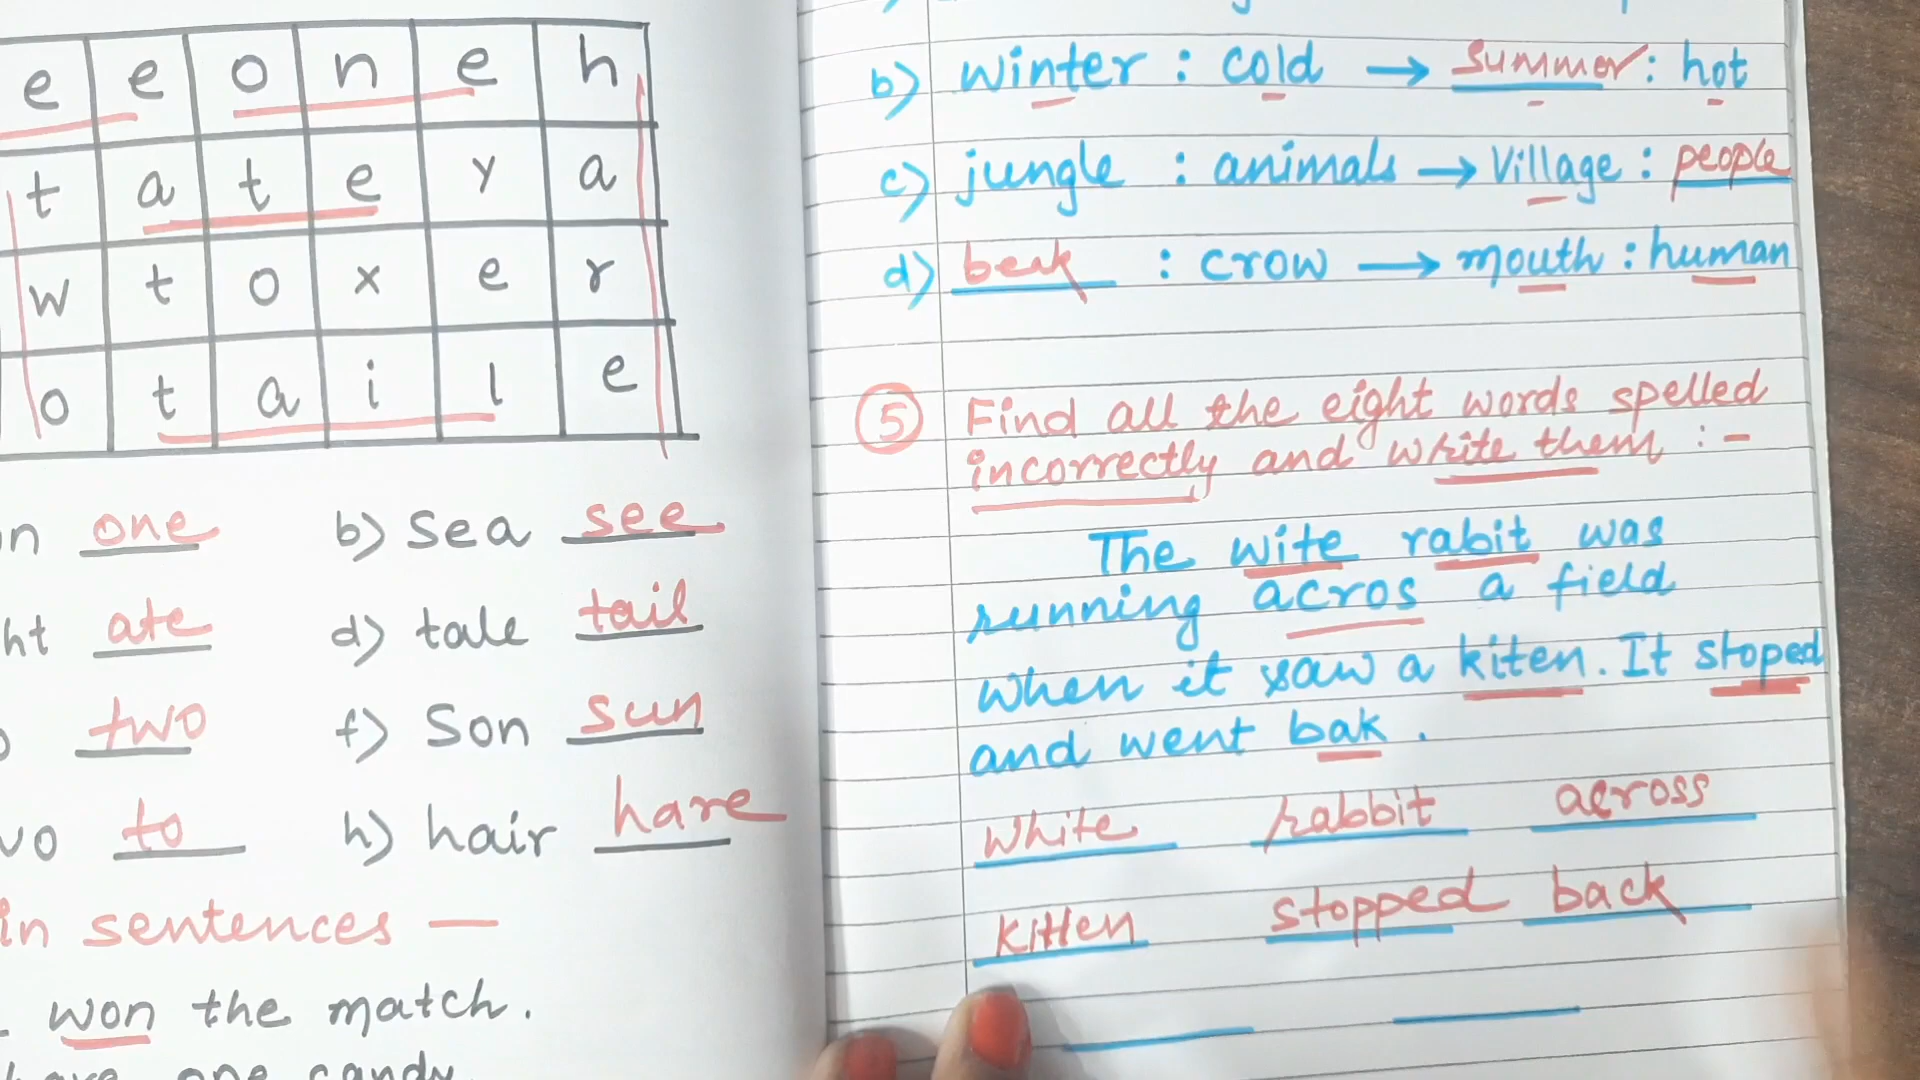 e e o n e h
t a t e y a
w t o x e r
o t a i l e
one b) sea see
ate d) tale tail
two f) Son sun
to h) hair hare
in sentences —
won the match.
one candy
b) winter : cold → summer : hot
c) jungle : animals → Village : people
d) beak : crow → mouth : human
5 Find all the eight words spelled
incorrectly and write them : -
The wite rabit was
running acros a field
when it saw a kiten. It stoped
and went bak .
white rabbit across
kitten stopped back